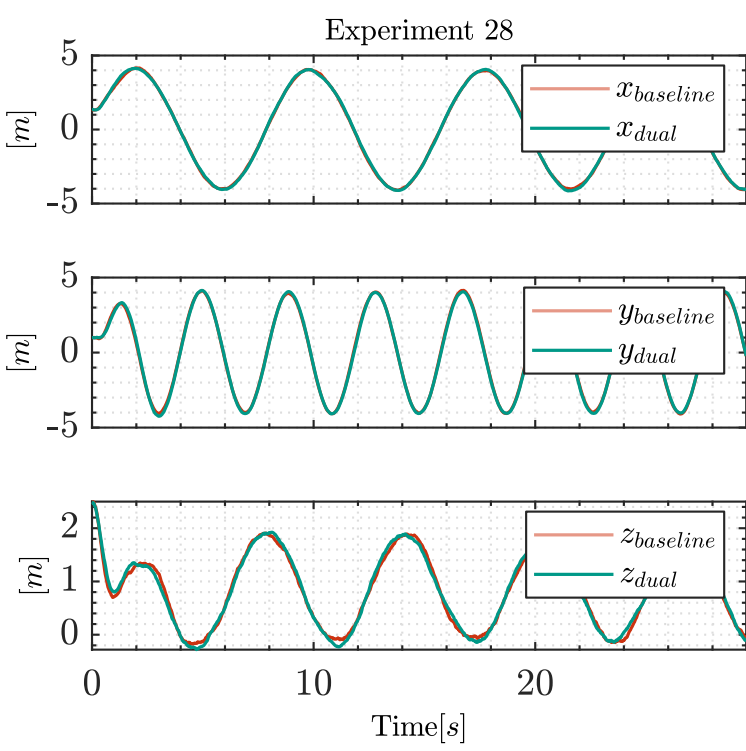 Experiment 28
5
0
-5
[m]
x_baseline
x_dual
5
0
-5
[m]
y_baseline
y_dual
2
1
0
[m]
z_baseline
z_dual
0 10 20
Time[s]